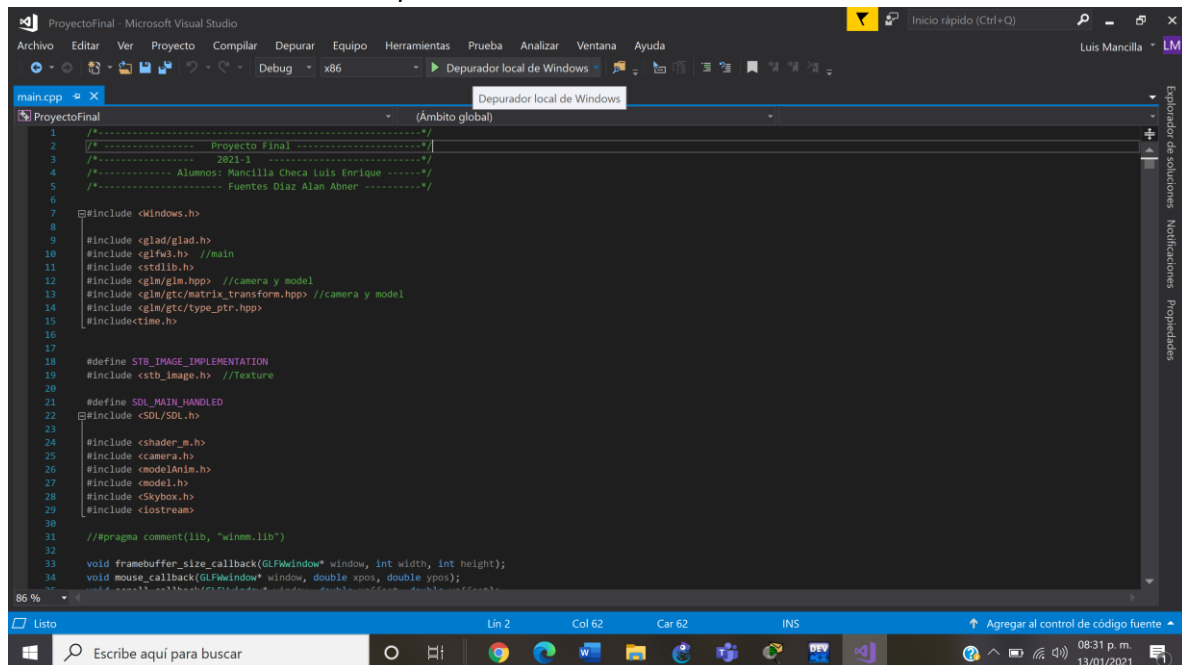 ProyectoFinal - Microsoft Visual Studio
Inicio rápido (Ctrl+Q)
Archivo Editar Ver Proyecto Compilar Depurar Equipo Herramientas Prueba Analizar Ventana Ayuda
Luis Mancilla LM
Debug x86 Depurador local de Windows
main.cpp
Depurador local de Windows
ProyectoFinal (Ámbito global)
1 /*-----------------------------------------------------*/
2 /* ---------------- Proyecto Final ---------------------*/
3 /*---------------- 2021-1 -------------------------*/
4 /*------------- Alumnos: Mancilla Checa Luis Enrique ------*/
5 /*---------------------- Fuentes Diaz Alan Abner ----------*/
6
7 #include <Windows.h>
8
9 #include <glad/glad.h>
10 #include <glfw3.h> //main
11 #include <stdlib.h>
12 #include <glm/glm.hpp> //camera y model
13 #include <glm/gtc/matrix_transform.hpp> //camera y model
14 #include <glm/gtc/type_ptr.hpp>
15 #include<time.h>
16
17
18 #define STB_IMAGE_IMPLEMENTATION
19 #include <stb_image.h> //Texture
20
21 #define SDL_MAIN_HANDLED
22 #include <SDL/SDL.h>
23
24 #include <shader_m.h>
25 #include <camera.h>
26 #include <modelAnim.h>
27 #include <model.h>
28 #include <Skybox.h>
29 #include <iostream>
30
31 //#pragma comment(lib, "winmm.lib")
32
33 void framebuffer_size_callback(GLFWwindow* window, int width, int height);
34 void mouse_callback(GLFWwindow* window, double xpos, double ypos);
Explorador de soluciones
Notificaciones
Propiedades
86 %
Listo Lín 2 Col 62 Car 62 INS Agregar al control de código fuente
Escribe aquí para buscar
DEV
08:31 p. m.
13/01/2021
1